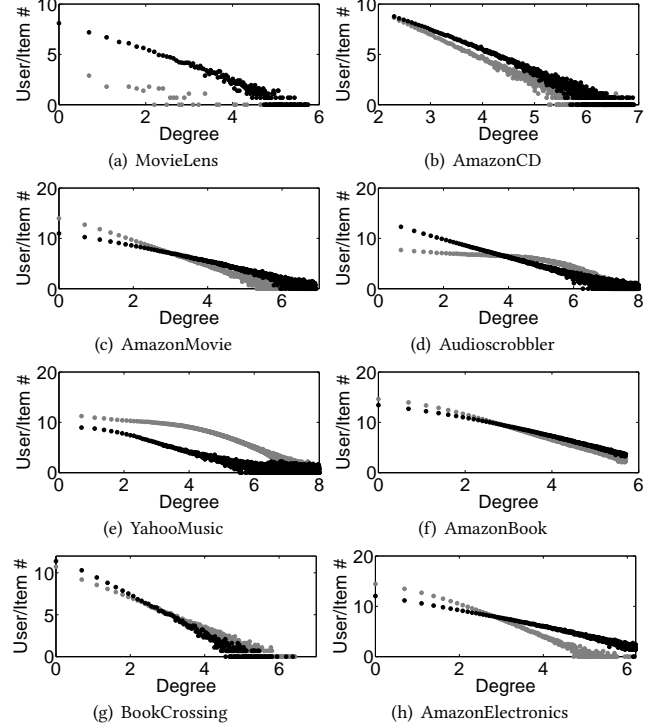 10
5
0
0 2 4 6
User/Item #
Degree
(a) MovieLens
10
5
0
2 3 4 5 6 7
User/Item #
Degree
(b) AmazonCD
20
10
0
0 2 4 6
User/Item #
Degree
(c) AmazonMovie
20
10
0
0 2 4 6 8
User/Item #
Degree
(d) Audioscrobbler
20
10
0
0 2 4 6 8
User/Item #
Degree
(e) YahooMusic
20
10
0
0 2 4 6
User/Item #
Degree
(f) AmazonBook
10
5
0
0 2 4 6
User/Item #
Degree
(g) BookCrossing
20
10
0
0 2 4 6
User/Item #
Degree
(h) AmazonElectronics